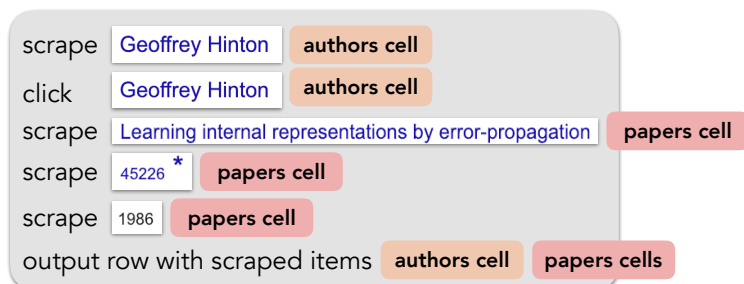 scrape Geoffrey Hinton authors cell
click Geoffrey Hinton authors cell
scrape Learning internal representations by error-propagation papers cell
scrape 45226 * papers cell
scrape 1986 papers cell
output row with scraped items authors cell papers cells